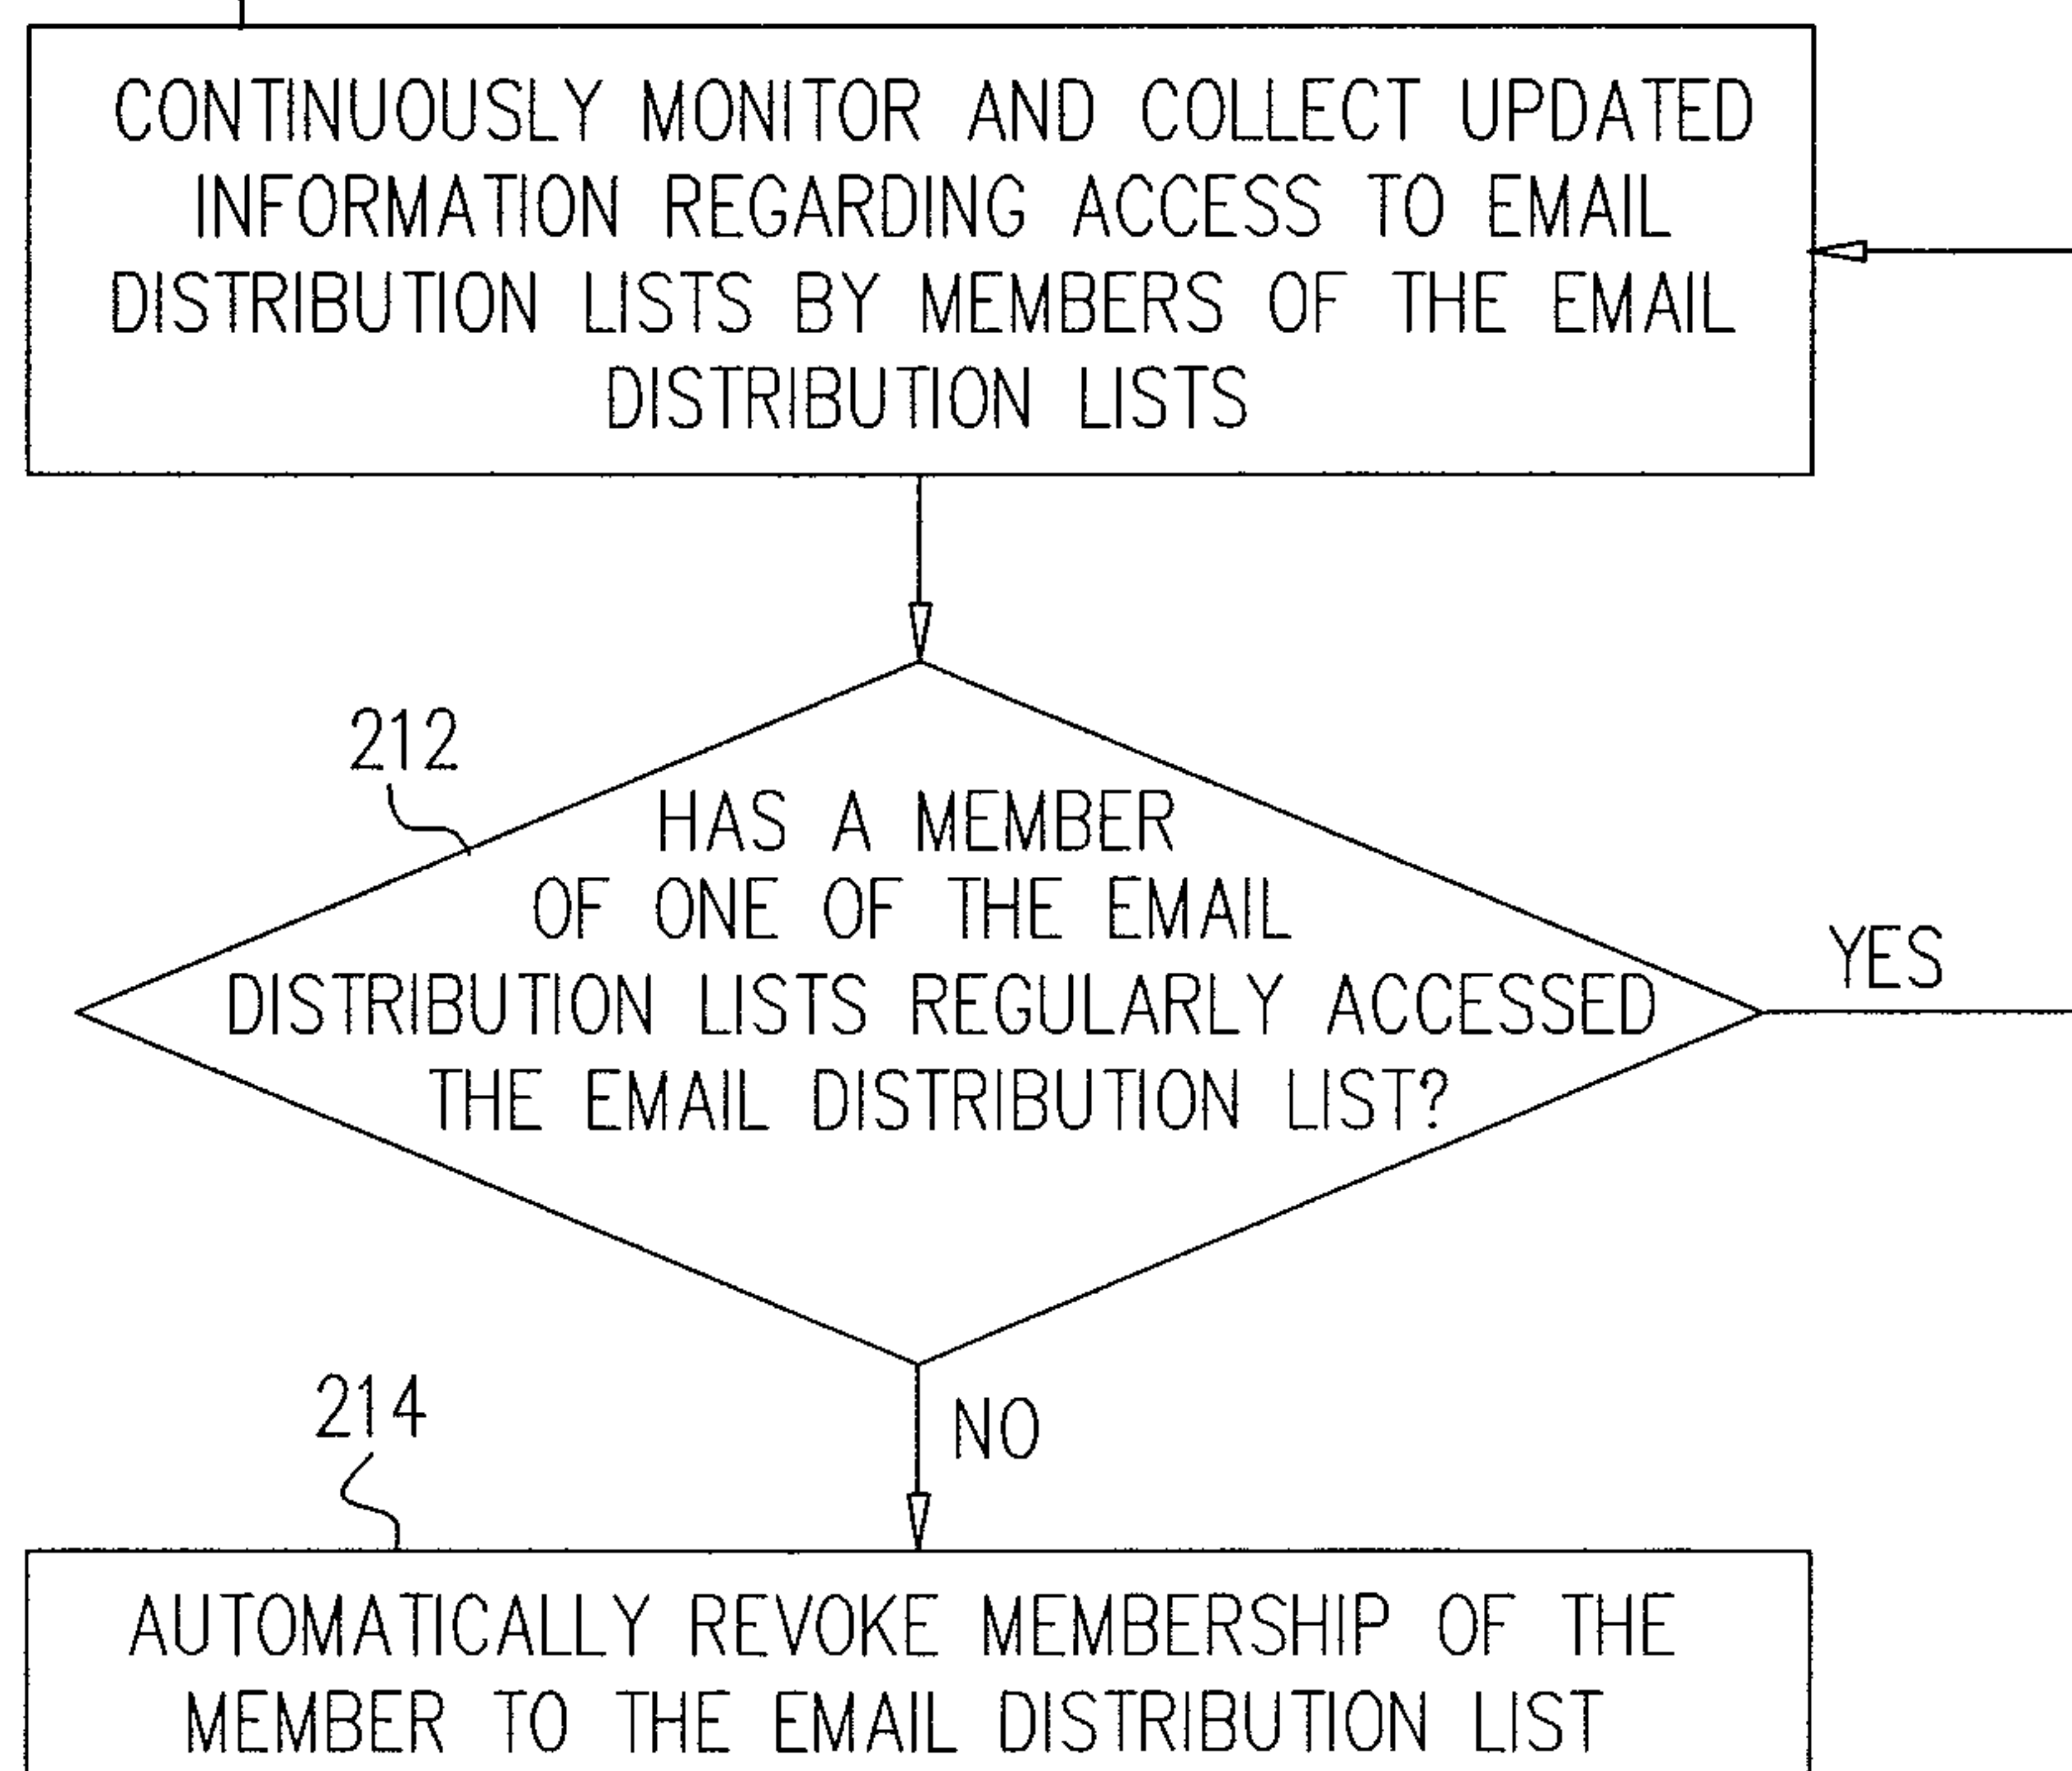 CONTINUOUSLY MONITOR AND COLLECT UPDATED
INFORMATION REGARDING ACCESS TO EMAIL
DISTRIBUTION LISTS BY MEMBERS OF THE EMAIL
DISTRIBUTION LISTS
212
HAS A MEMBER
OF ONE OF THE EMAIL
DISTRIBUTION LISTS REGULARLY ACCESSED
THE EMAIL DISTRIBUTION LIST?
YES
214
NO
AUTOMATICALLY REVOKE MEMBERSHIP OF THE
MEMBER TO THE EMAIL DISTRIBUTION LIST